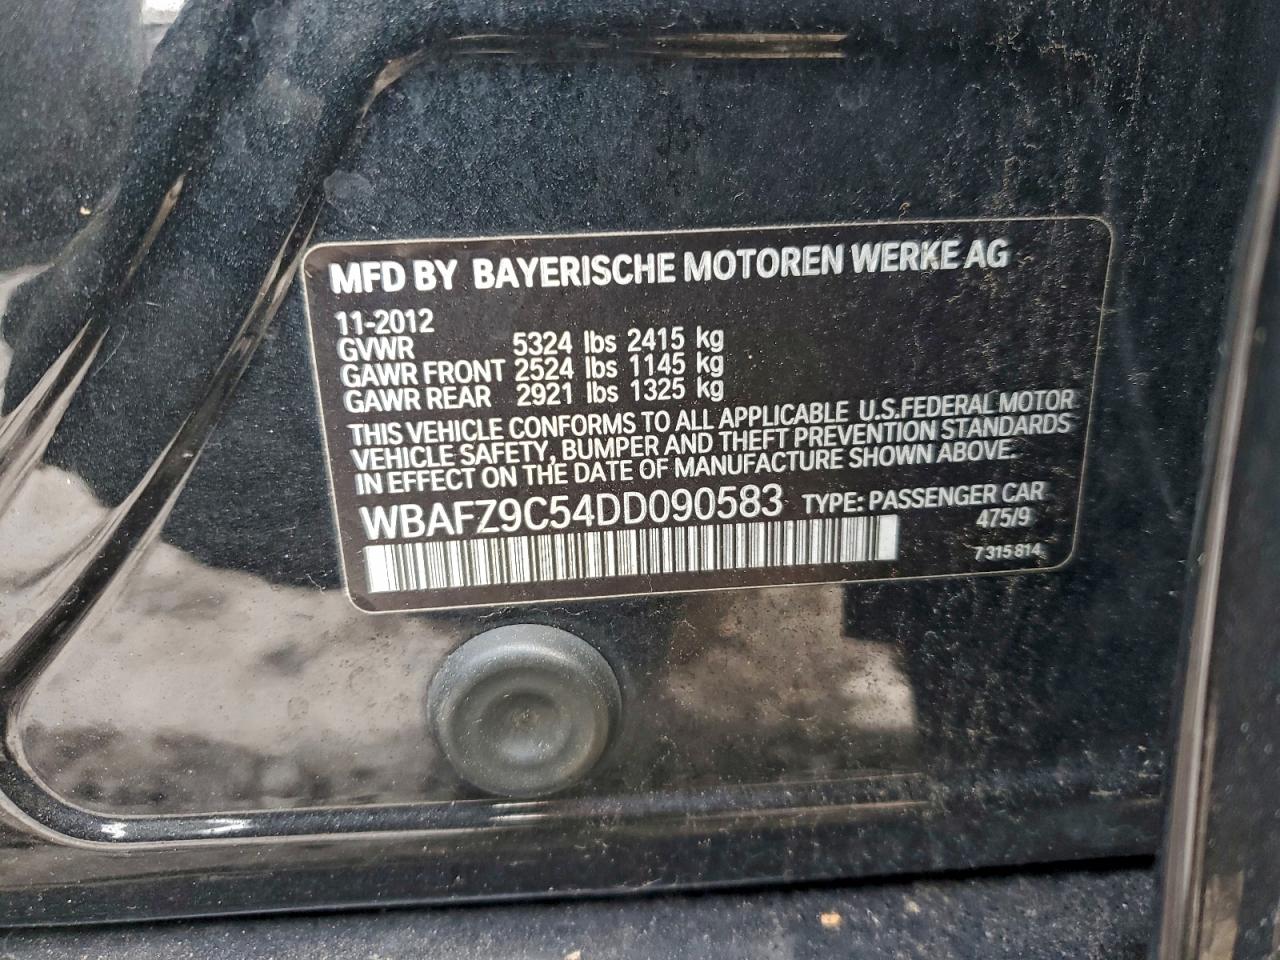 MFD BY BAYERISCHE MOTOREN WERKE AG
11-2012
GVWR 5324 lbs 2415 kg
GAWR FRONT 2524 lbs 1145 kg
GAWR REAR 2921 lbs 1325 kg
THIS VEHICLE CONFORMS TO ALL APPLICABLE U.S.FEDERAL MOTOR
VEHICLE SAFETY, BUMPER AND THEFT PREVENTION STANDARDS
IN EFFECT ON THE DATE OF MANUFACTURE SHOWN ABOVE.
WBAFZ9C54DD090583 TYPE: PASSENGER CAR
475/9
7 315 814